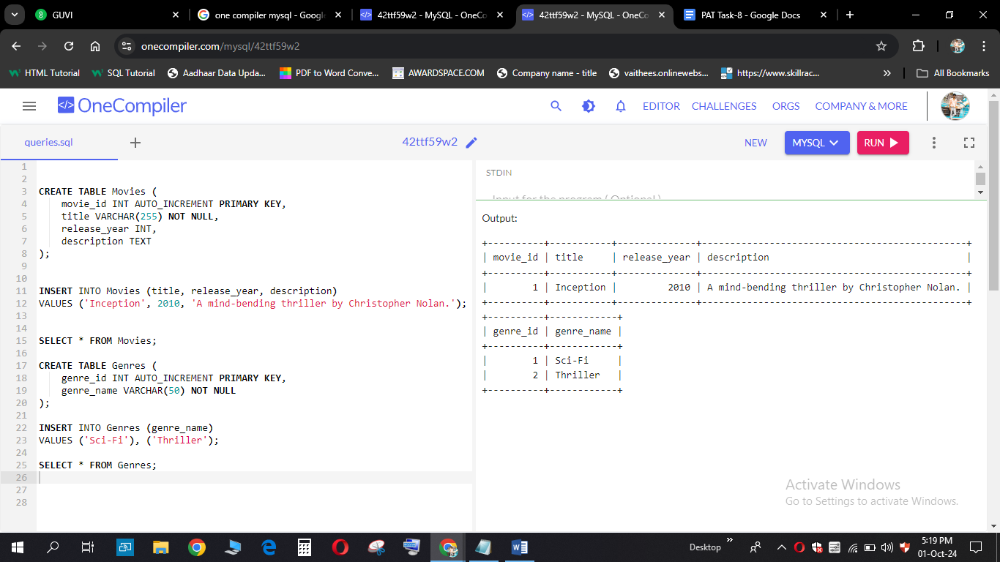 GUVI
one compiler mysql - Googl
42ttf59w2 - MySQL - OneCo
42ttf59w2 - MySQL - OneCo
PAT Task-8 - Google Docs
onecompiler.com/mysql/42ttf59w2
HTML Tutorial
SQL Tutorial
Aadhaar Data Upda...
PDF to Word Conve...
AWARDSPACE.COM
Company name - title
vaithees.onlinewebs...
https://www.skillrac...
All Bookmarks
OneCompiler
EDITOR
CHALLENGES
ORGS
COMPANY & MORE
queries.sql
42ttf59w2
NEW
MYSQL
RUN
1
2
3 CREATE TABLE Movies (
4 movie_id INT AUTO_INCREMENT PRIMARY KEY,
5 title VARCHAR(255) NOT NULL,
6 release_year INT,
7 description TEXT
8 );
9
10
11 INSERT INTO Movies (title, release_year, description)
12 VALUES ('Inception', 2010, 'A mind-bending thriller by Christopher Nolan.');
13
14
15 SELECT * FROM Movies;
16
17 CREATE TABLE Genres (
18 genre_id INT AUTO_INCREMENT PRIMARY KEY,
19 genre_name VARCHAR(50) NOT NULL
20 );
21
22 INSERT INTO Genres (genre_name)
23 VALUES ('Sci-Fi'), ('Thriller');
24
25 SELECT * FROM Genres;
26
27
28
STDIN
Input for the program ( Optional )
Output:
+----------+-----------+--------------+-----------------------------------------------+
| movie_id | title | release_year | description |
+----------+-----------+--------------+-----------------------------------------------+
| 1 | Inception | 2010 | A mind-bending thriller by Christopher Nolan. |
+----------+-----------+--------------+-----------------------------------------------+
+----------+------------+
| genre_id | genre_name |
+----------+------------+
| 1 | Sci-Fi |
| 2 | Thriller |
+----------+------------+
Activate Windows
Go to Settings to activate Windows.
Desktop
5:19 PM
01-Oct-24